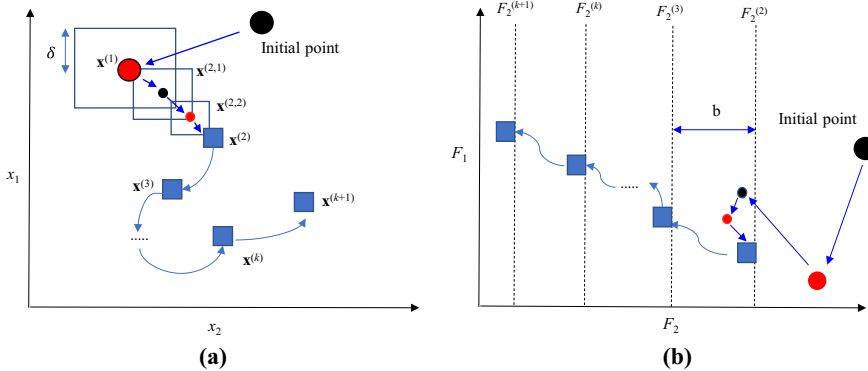 δ
x₁
x⁽¹⁾
Initial point
x⁽²,¹⁾
x⁽²,²⁾
x⁽²⁾
x⁽³⁾
.....
x⁽ᵏ⁾
x⁽ᵏ⁺¹⁾
x₂
(a)
F₂⁽ᵏ⁺¹⁾ F₂⁽ᵏ⁾ F₂⁽³⁾ F₂⁽²⁾
b
Initial point
F₁
.....
F₂
(b)